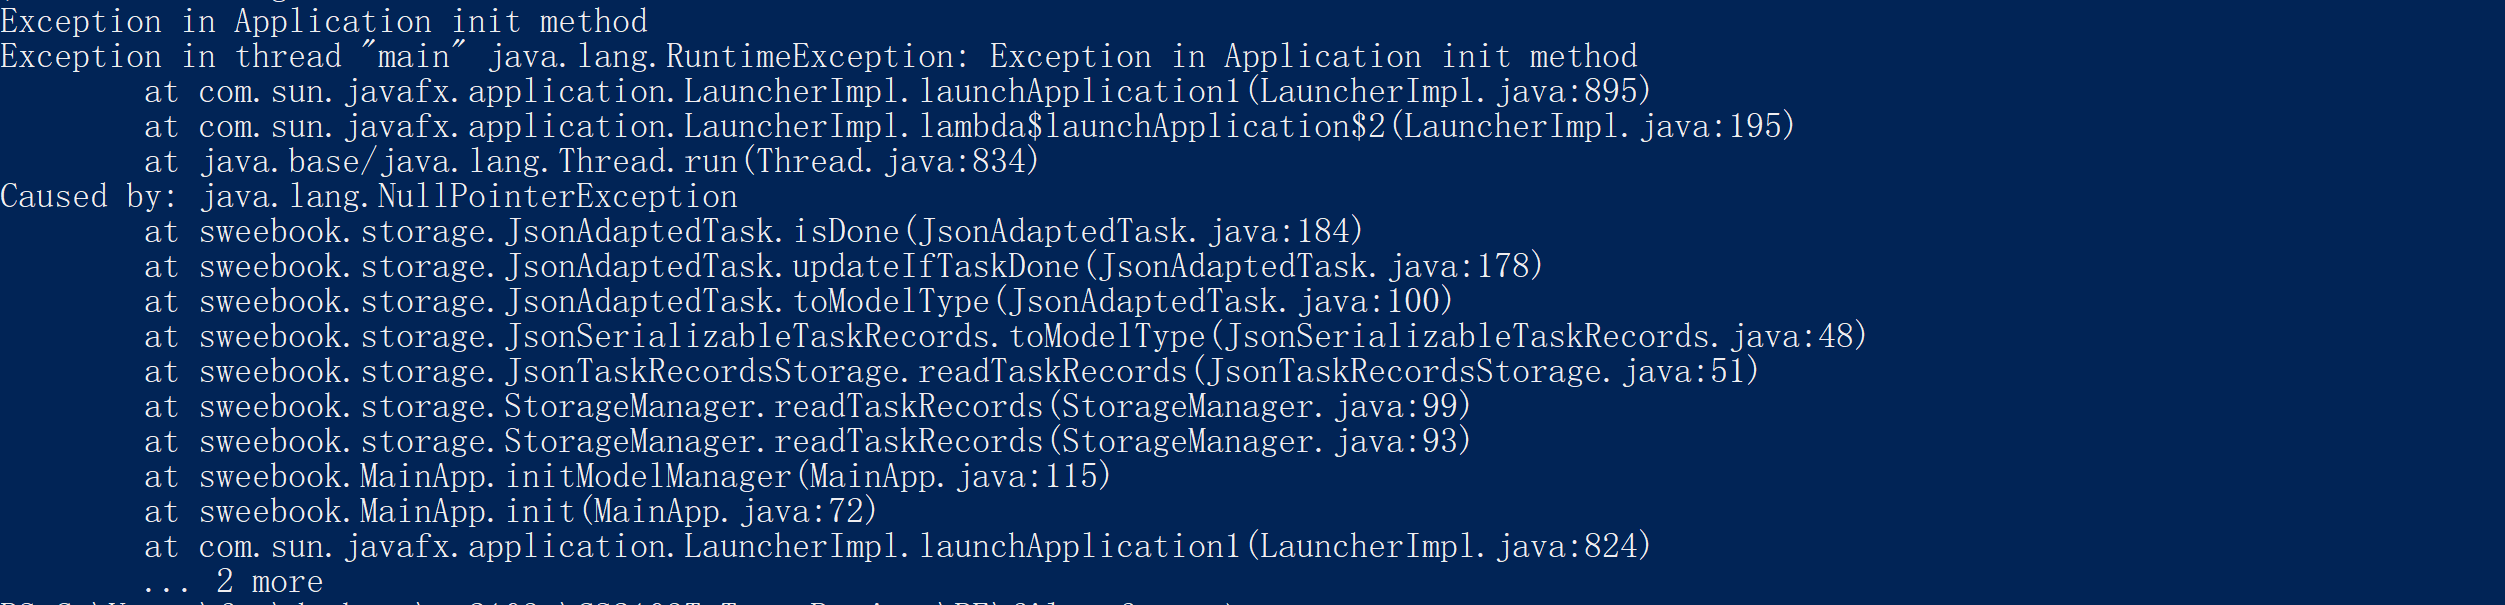 Exception in Application init method
Exception in thread "main" java.lang.RuntimeException: Exception in Application init method
at com.sun.javafx.application.LauncherImpl.launchApplication1(LauncherImpl.java:895)
at com.sun.javafx.application.LauncherImpl.lambda$launchApplication$2(LauncherImpl.java:195)
at java.base/java.lang.Thread.run(Thread.java:834)
Caused by: java.lang.NullPointerException
at sweebook.storage.JsonAdaptedTask.isDone(JsonAdaptedTask.java:184)
at sweebook.storage.JsonAdaptedTask.updateIfTaskDone(JsonAdaptedTask.java:178)
at sweebook.storage.JsonAdaptedTask.toModelType(JsonAdaptedTask.java:100)
at sweebook.storage.JsonSerializableTaskRecords.toModelType(JsonSerializableTaskRecords.java:48)
at sweebook.storage.JsonTaskRecordsStorage.readTaskRecords(JsonTaskRecordsStorage.java:51)
at sweebook.storage.StorageManager.readTaskRecords(StorageManager.java:99)
at sweebook.storage.StorageManager.readTaskRecords(StorageManager.java:93)
at sweebook.MainApp.initModelManager(MainApp.java:115)
at sweebook.MainApp.init(MainApp.java:72)
at com.sun.javafx.application.LauncherImpl.launchApplication1(LauncherImpl.java:824)
... 2 more